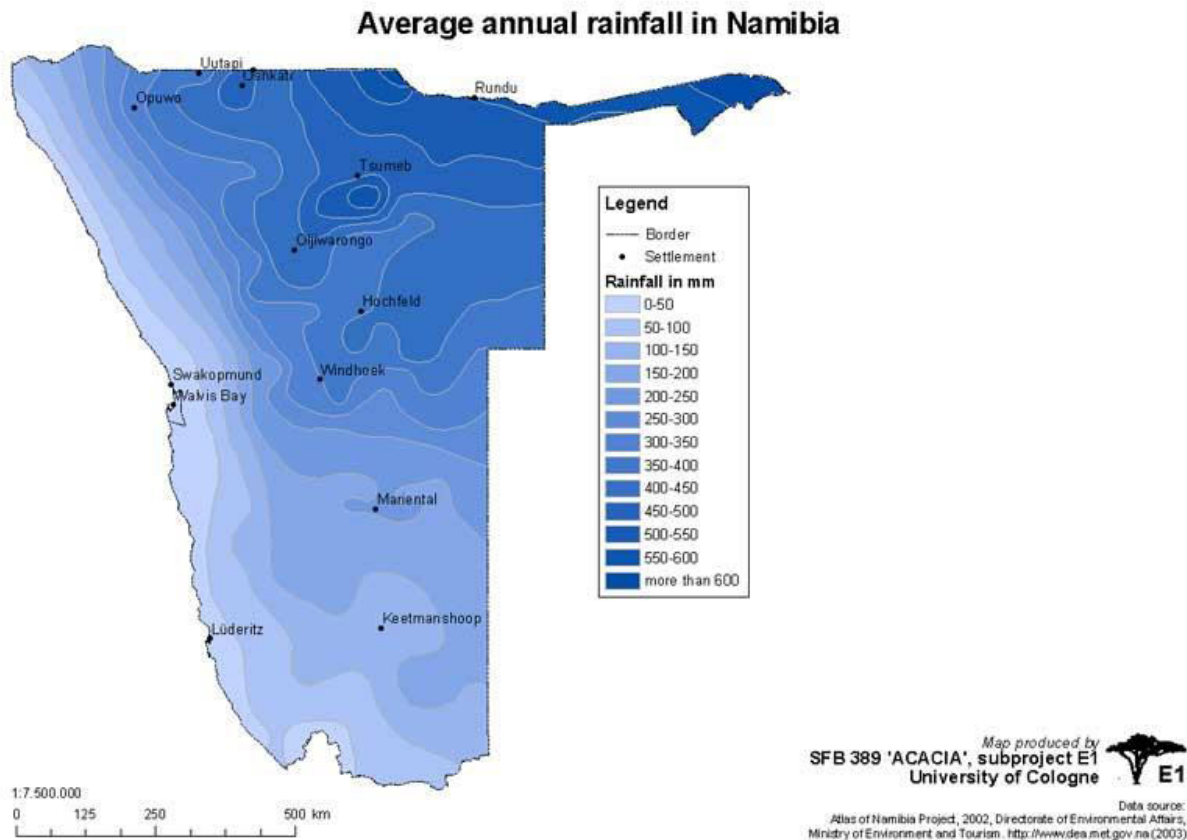 Average annual rainfall in Namibia
Uutapi
Oshkati
Opuwo
Rundu
Tsumeb
Otjiwarongo
Hochfeld
Windhoek
Swakopmund
Walvis Bay
Mariental
Keetmanshoop
Lüderitz
Legend
Border
Settlement
Rainfall in mm
0-50
50-100
100-150
150-200
200-250
250-300
300-350
350-400
400-450
450-500
500-550
550-600
more than 600
1:7.500.000
0 125 250 500 km
Map produced by
SFB 389 'ACACIA', subproject E1
University of Cologne
E1
Data source:
Atlas of Namibia Project, 2002, Directorate of Environmental Affairs,
Ministry of Environment and Tourism. http://www.dea.met.gov.na (2003)